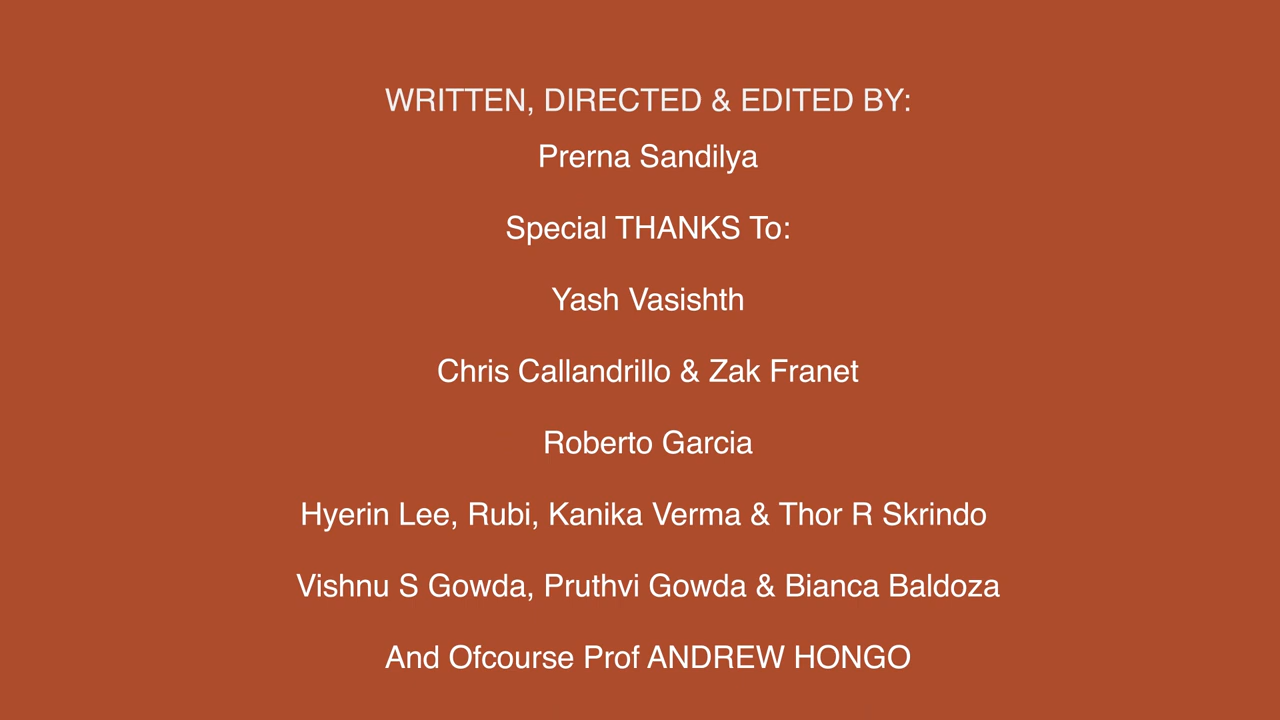 WRITTEN, DIRECTED & EDITED BY:
Prerna Sandilya
Special THANKS To:
Yash Vasishth
Chris Callandrillo & Zak Franet
Roberto Garcia
Hyerin Lee, Rubi, Kanika Verma & Thor R Skrindo
Vishnu S Gowda, Pruthvi Gowda & Bianca Baldoza
And Ofcourse Prof ANDREW HONGO